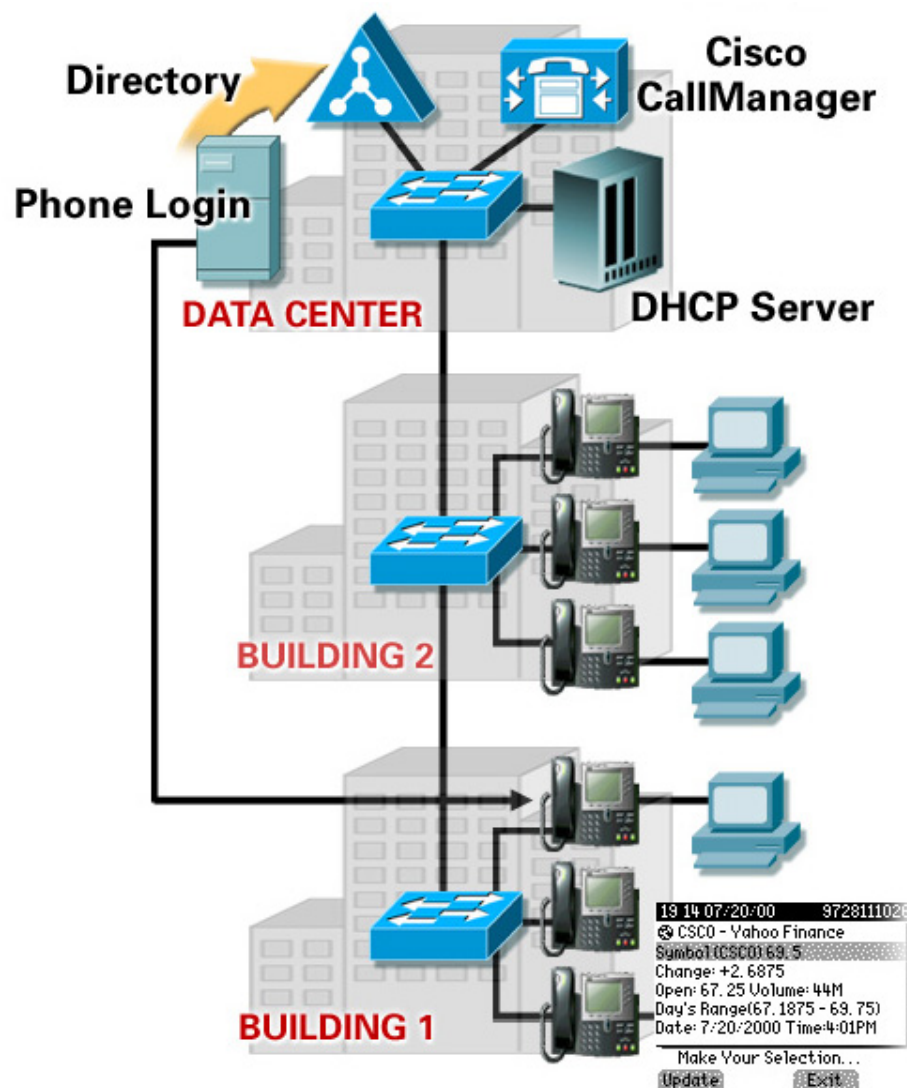 Directory
Cisco
CallManager
Phone Login
DATA CENTER
DHCP Server
BUILDING 2
BUILDING 1
19 14 07/20/00 9728111026
CSCO - Yahoo Finance
Symbol (CSCO) 69.5
Change: +2.6875
Open: 67.25 Volume: 44M
Day's Range(67.1875 - 69.75)
Date: 7/20/2000 Time:4:01PM
Make Your Selection...
Update Exit